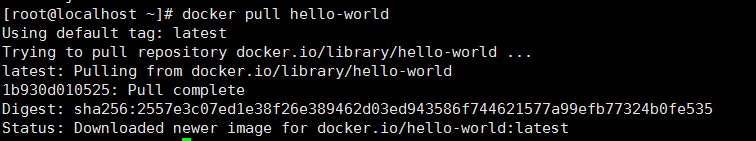 [root@localhost ~]# docker pull hello-world
Using default tag: latest
Trying to pull repository docker.io/library/hello-world ...
latest: Pulling from docker.io/library/hello-world
1b930d010525: Pull complete
Digest: sha256:2557e3c07ed1e38f26e389462d03ed943586f744621577a99efb77324b0fe535
Status: Downloaded newer image for docker.io/hello-world:latest